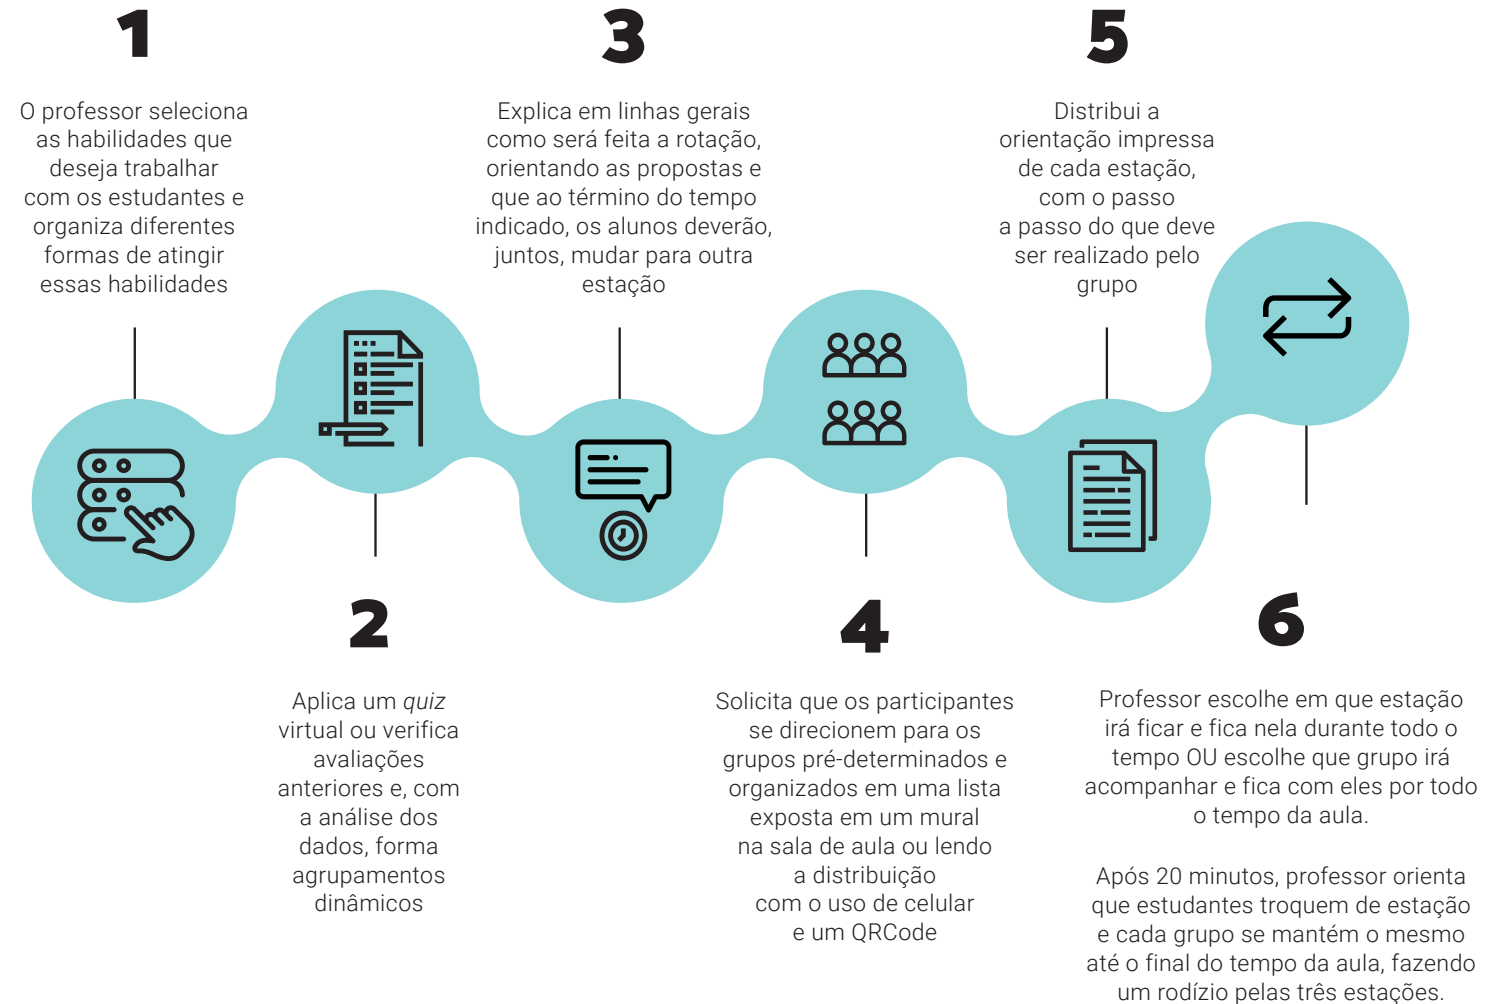 1
O professor seleciona
as habilidades que
deseja trabalhar
com os estudantes e
organiza diferentes
formas de atingir
essas habilidades
2
Aplica um quiz
virtual ou verifica
avaliações
anteriores e, com
a análise dos
dados, forma
agrupamentos
dinâmicos
3
Explica em linhas gerais
como será feita a rotação,
orientando as propostas e
que ao término do tempo
indicado, os alunos deverão,
juntos, mudar para outra
estação
4
Solicita que os participantes
se direcionem para os
grupos pré-determinados e
organizados em uma lista
exposta em um mural
na sala de aula ou lendo
a distribuição
com o uso de celular
e um QRCode
5
Distribui a
orientação impressa
de cada estação,
com o passo
a passo do que deve
ser realizado pelo
grupo
6
Professor escolhe em que estação
irá ficar e fica nela durante todo o
tempo OU escolhe que grupo irá
acompanhar e fica com eles por todo
o tempo da aula.
Após 20 minutos, professor orienta
que estudantes troquem de estação
e cada grupo se mantém o mesmo
até o final do tempo da aula, fazendo
um rodízio pelas três estações.